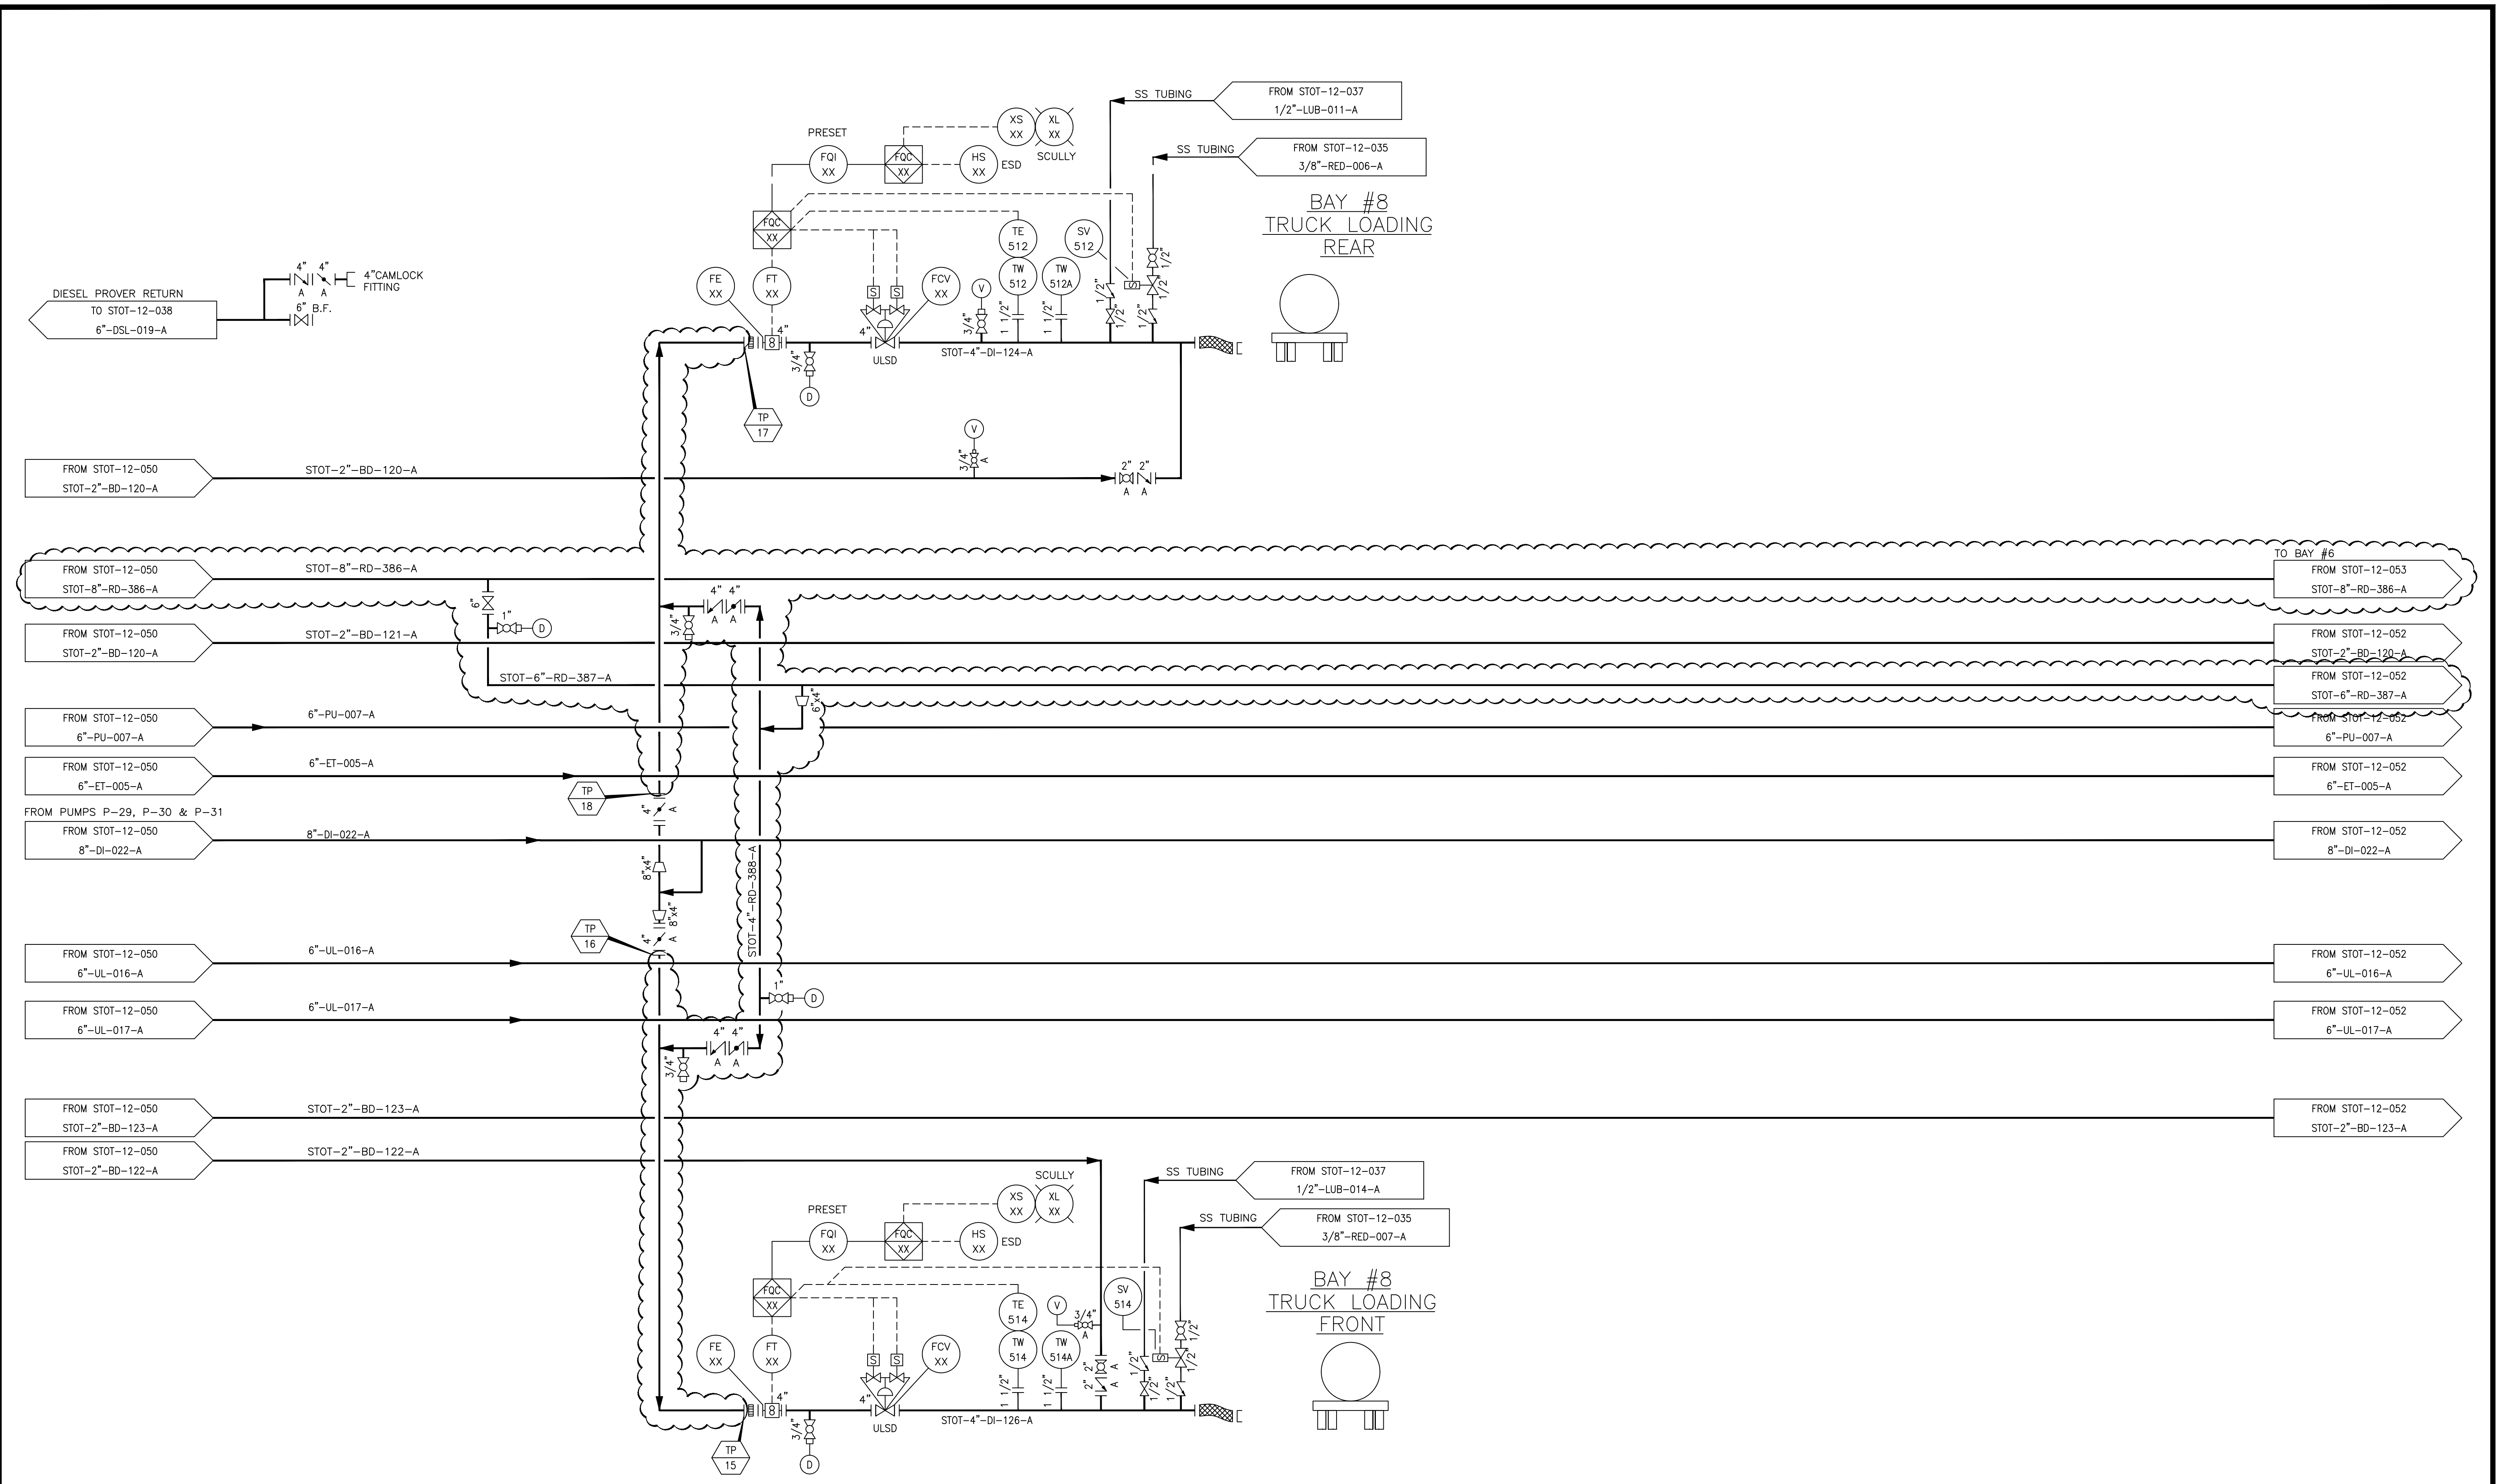 SS TUBING
FROM STOT-12-037
1/2"-LUB-011-A
XS
XX
XL
XX
SCULLY
PRESET
FQI
XX
FQC
XX
HS
XX
ESD
SS TUBING
FROM STOT-12-035
3/8"-RED-006-A
BAY #8
TRUCK LOADING
REAR
FQC
XX
TE
512
SV
512
FE
XX
FT
XX
S
S
FCV
XX
V
TW
512
TW
512A
S
1/2"
1/2"
1/2"
1/2"
1/2"
3/4"
1 1/2"
1 1/2"
4"
4"
A
A
4"CAMLOCK
FITTING
6" B.F.
DIESEL PROVER RETURN
TO STOT-12-038
6"-DSL-019-A
8
4"
4"
ULSD
STOT-4"-DI-124-A
3/4"
D
TP
17
V
3/4"
A
FROM STOT-12-050
STOT-2"-BD-120-A
STOT-2"-BD-120-A
2"
2"
A
A
FROM STOT-12-050
STOT-8"-RD-386-A
STOT-8"-RD-386-A
TO BAY #6
FROM STOT-12-053
STOT-8"-RD-386-A
6"
1"
D
4"
4"
A
A
3/4"
FROM STOT-12-050
STOT-2"-BD-120-A
STOT-2"-BD-121-A
FROM STOT-12-052
STOT-2"-BD-120-A
STOT-6"-RD-387-A
6"x4"
FROM STOT-12-052
STOT-6"-RD-387-A
FROM STOT-12-050
6"-PU-007-A
6"-PU-007-A
FROM STOT-12-052
6"-PU-007-A
FROM STOT-12-050
6"-ET-005-A
6"-ET-005-A
FROM STOT-12-052
6"-ET-005-A
TP
18
4"
A
FROM PUMPS P-29, P-30 & P-31
FROM STOT-12-050
8"-DI-022-A
8"-DI-022-A
FROM STOT-12-052
8"-DI-022-A
8"x4"
8"x4"
STOT-4"-RD-388-A
TP
16
4"
A
FROM STOT-12-050
6"-UL-016-A
6"-UL-016-A
FROM STOT-12-052
6"-UL-016-A
1"
D
FROM STOT-12-050
6"-UL-017-A
6"-UL-017-A
FROM STOT-12-052
6"-UL-017-A
4"
4"
A
A
3/4"
FROM STOT-12-050
STOT-2"-BD-123-A
STOT-2"-BD-123-A
FROM STOT-12-052
STOT-2"-BD-123-A
FROM STOT-12-050
STOT-2"-BD-122-A
STOT-2"-BD-122-A
SS TUBING
FROM STOT-12-037
1/2"-LUB-014-A
SCULLY
XS
XX
XL
XX
PRESET
FQI
XX
FQC
XX
HS
XX
ESD
SS TUBING
FROM STOT-12-035
3/8"-RED-007-A
BAY #8
TRUCK LOADING
FRONT
FQC
XX
TE
514
V
3/4"
A
SV
514
FE
XX
FT
XX
S
S
FCV
XX
TW
514
TW
514A
S
2"
A
2"
A
1/2"
1/2"
1/2"
1/2"
1/2"
1 1/2"
1 1/2"
8
4"
4"
ULSD
STOT-4"-DI-126-A
3/4"
D
TP
15